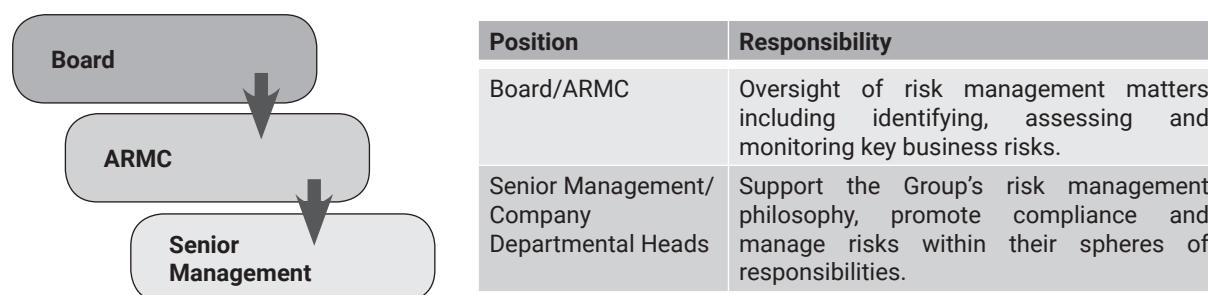 Board
ARMC
Senior
Management
Position Responsibility
Board/ARMC
Oversight of risk management matters
including identifying, assessing and
monitoring key business risks.
Senior Management/
Company
Departmental Heads
Support the Group's risk management
philosophy, promote compliance and
manage risks within their spheres of
responsibilities.